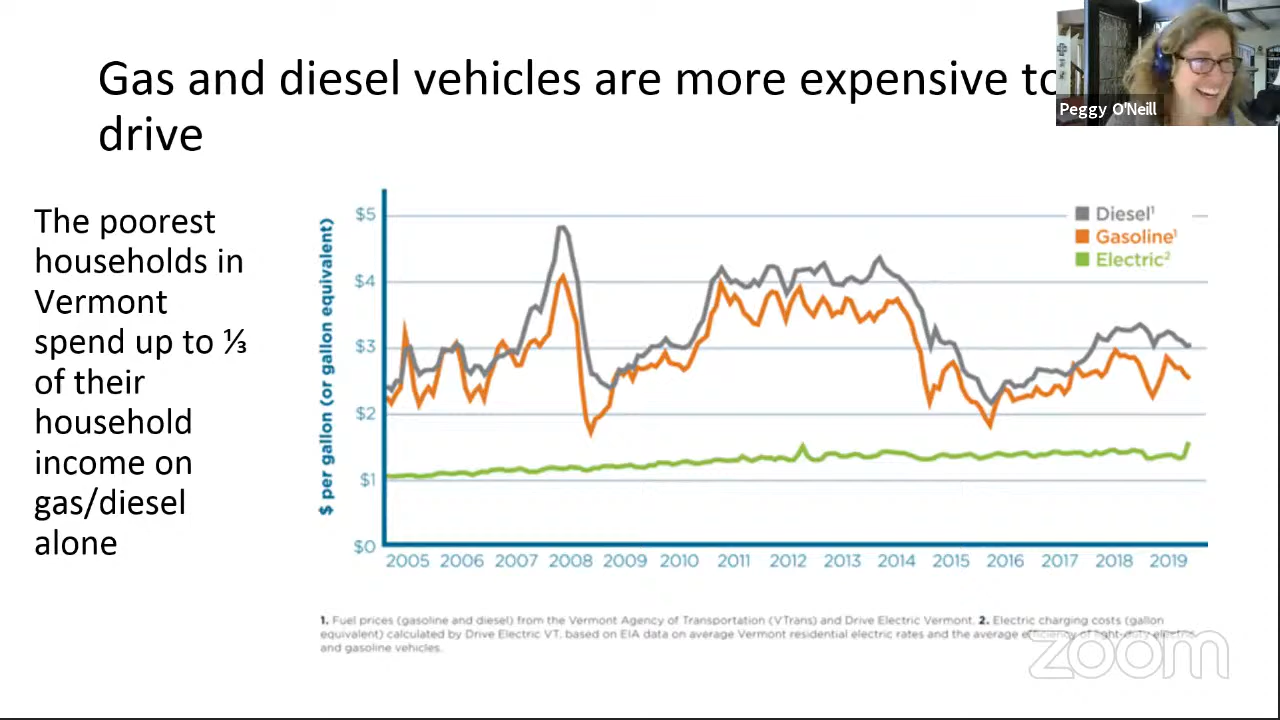 Gas and diesel vehicles are more expensive to
drive
Peggy O'Neill
The poorest
households in
Vermont
spend up to ⅓
of their
household
income on
gas/diesel
alone
$ per gallon (or gallon equivalent)
$5
$4
$3
$2
$1
$0
Diesel¹
Gasoline¹
Electric²
2005 2006 2007 2008 2009 2010 2011 2012 2013 2014 2015 2016 2017 2018 2019
1. Fuel prices (gasoline and diesel) from the Vermont Agency of Transportation (VTrans) and Drive Electric Vermont. 2. Electric charging costs (gallon
equivalent) calculated by Drive Electric VT, based on EIA data on average Vermont residential electric rates and the average efficiency of light-duty electric
and gasoline vehicles.
zoom